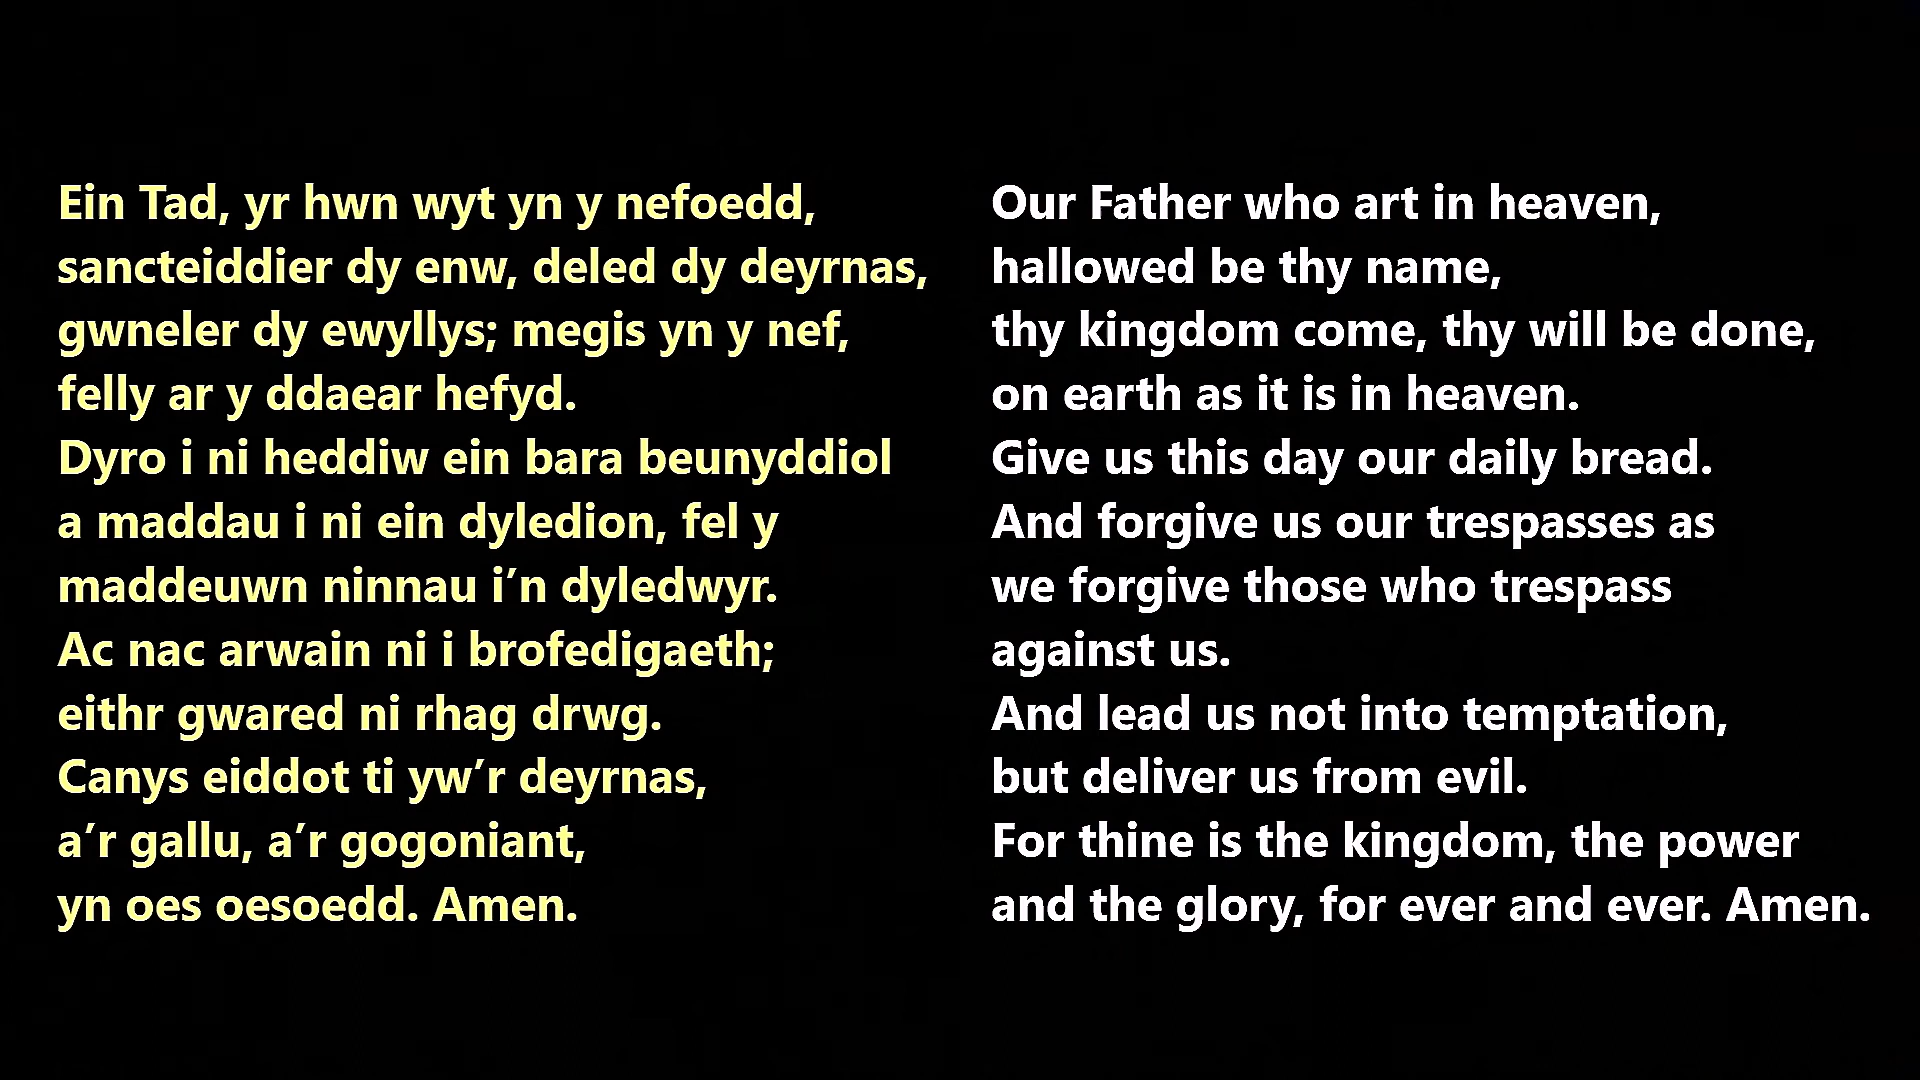 Ein Tad, yr hwn wyt yn y nefoedd,
sancteiddier dy enw, deled dy deyrnas,
gwneler dy ewyllys; megis yn y nef,
felly ar y ddaear hefyd.
Dyro i ni heddiw ein bara beunyddiol
a maddau i ni ein dyledion, fel y
maddeuwn ninnau i’n dyledwyr.
Ac nac arwain ni i brofedigaeth;
eithr gwared ni rhag drwg.
Canys eiddot ti yw’r deyrnas,
a’r gallu, a’r gogoniant,
yn oes oesoedd. Amen.
Our Father who art in heaven,
hallowed be thy name,
thy kingdom come, thy will be done,
on earth as it is in heaven.
Give us this day our daily bread.
And forgive us our trespasses as
we forgive those who trespass
against us.
And lead us not into temptation,
but deliver us from evil.
For thine is the kingdom, the power
and the glory, for ever and ever. Amen.